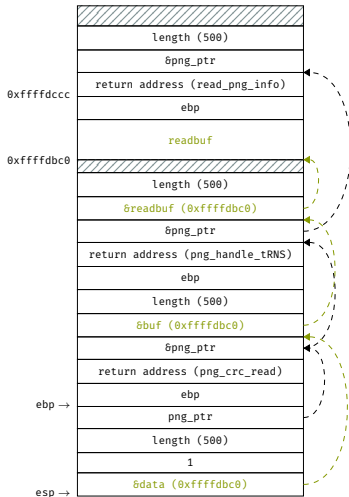 length (500)
&png_ptr
return address (read_png_info)
0xffffdccc
ebp
readbuf
0xffffdbc0
length (500)
&readbuf (0xffffdbc0)
&png_ptr
return address (png_handle_tRNS)
ebp
length (500)
&buf (0xffffdbc0)
&png_ptr
return address (png_crc_read)
ebp
ebp →
png_ptr
length (500)
1
&data (0xffffdbc0)
esp →